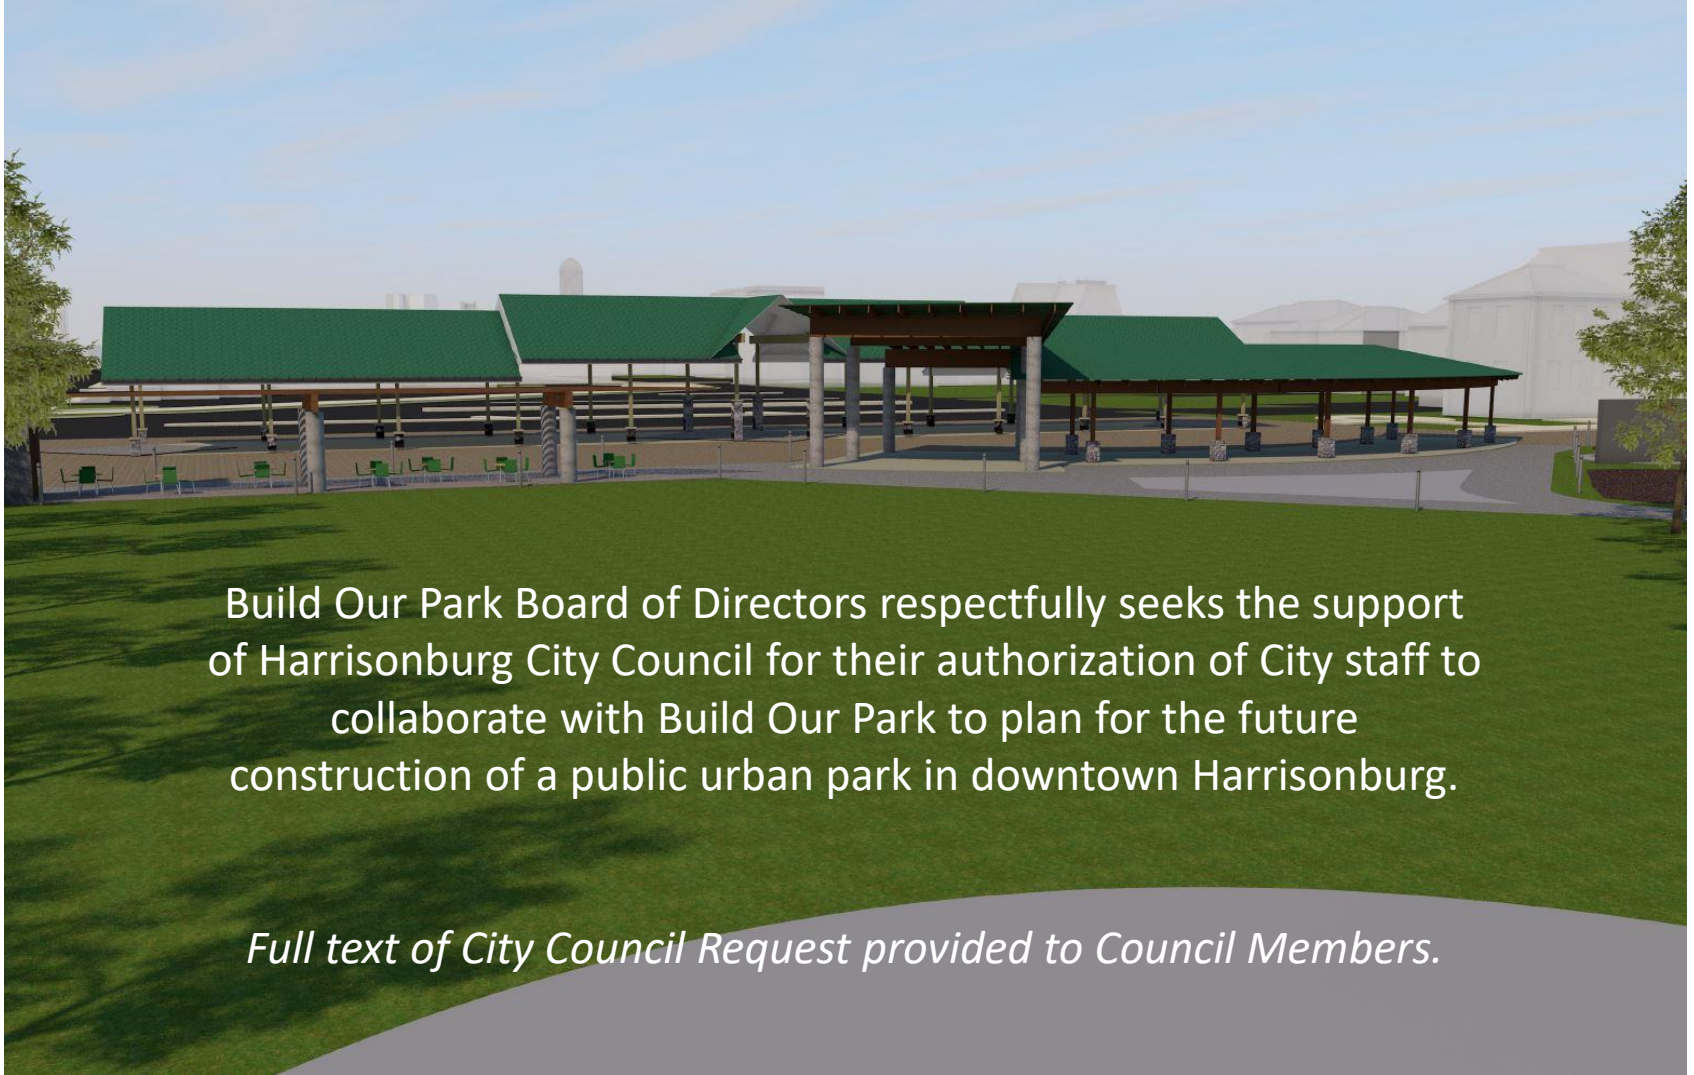 Build Our Park Board of Directors respectfully seeks the support
of Harrisonburg City Council for their authorization of City staff to
collaborate with Build Our Park to plan for the future
construction of a public urban park in downtown Harrisonburg.
Full text of City Council Request provided to Council Members.